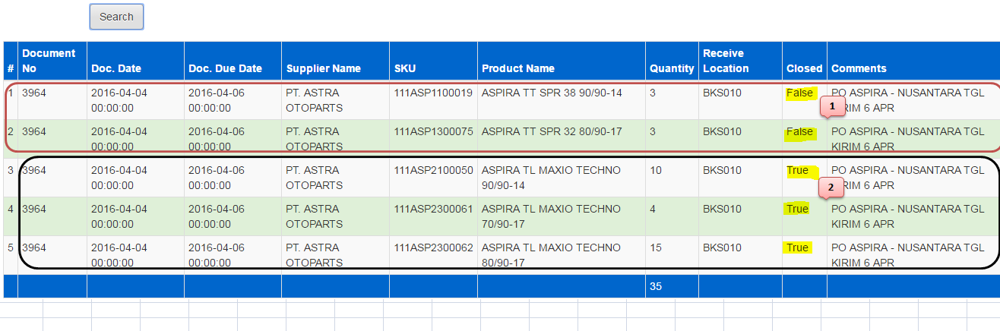 Search
# Document No Doc. Date Doc. Due Date Supplier Name SKU Product Name Quantity Receive Location Closed Comments
1 3964 2016-04-04 00:00:00 2016-04-06 00:00:00 PT. ASTRA OTOPARTS 111ASP1100019 ASPIRA TT SPR 38 90/90-14 3 BKS010 False PO ASPIRA - NUSANTARA TGL KIRIM 6 APR
1
2 3964 2016-04-04 00:00:00 2016-04-06 00:00:00 PT. ASTRA OTOPARTS 111ASP1300075 ASPIRA TT SPR 32 80/90-17 3 BKS010 False PO ASPIRA - NUSANTARA TGL KIRIM 6 APR
3 3964 2016-04-04 00:00:00 2016-04-06 00:00:00 PT. ASTRA OTOPARTS 111ASP2100050 ASPIRA TL MAXIO TECHNO 90/90-14 10 BKS010 True PO ASPIRA - NUSANTARA TGL KIRIM 6 APR
2
4 3964 2016-04-04 00:00:00 2016-04-06 00:00:00 PT. ASTRA OTOPARTS 111ASP2300061 ASPIRA TL MAXIO TECHNO 70/90-17 4 BKS010 True PO ASPIRA - NUSANTARA TGL KIRIM 6 APR
5 3964 2016-04-04 00:00:00 2016-04-06 00:00:00 PT. ASTRA OTOPARTS 111ASP2300062 ASPIRA TL MAXIO TECHNO 80/90-17 15 BKS010 True PO ASPIRA - NUSANTARA TGL KIRIM 6 APR
35